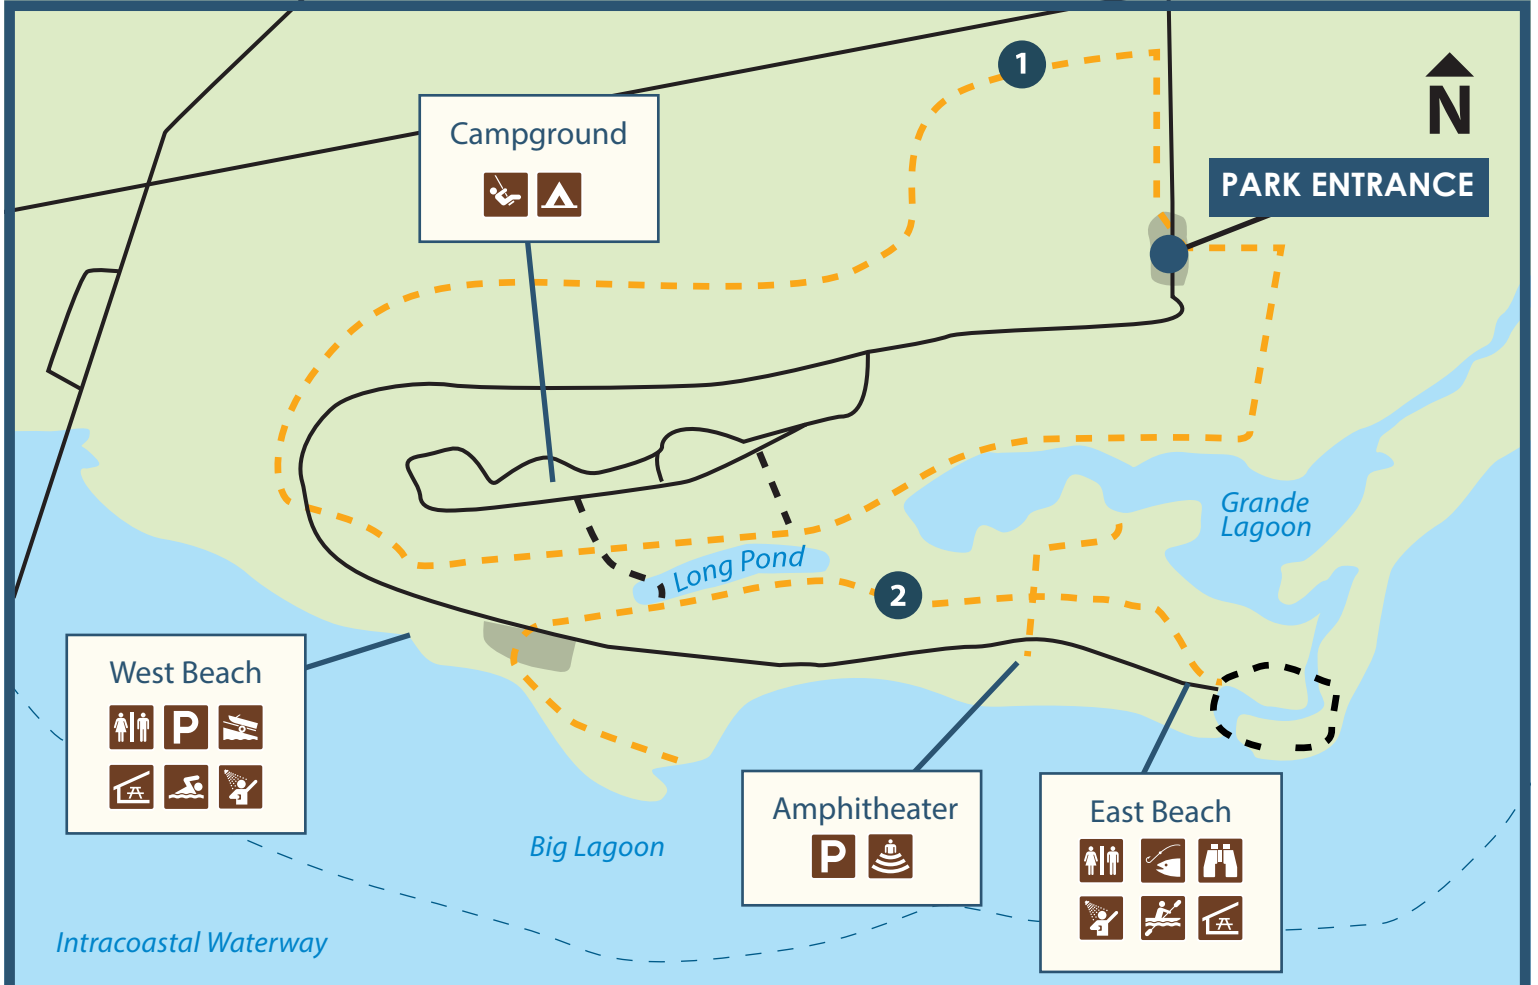 1
N
Campground
PARK ENTRANCE
Grande
Lagoon
Long Pond
2
West Beach
P
Amphitheater
P
East Beach
Big Lagoon
Intracoastal Waterway